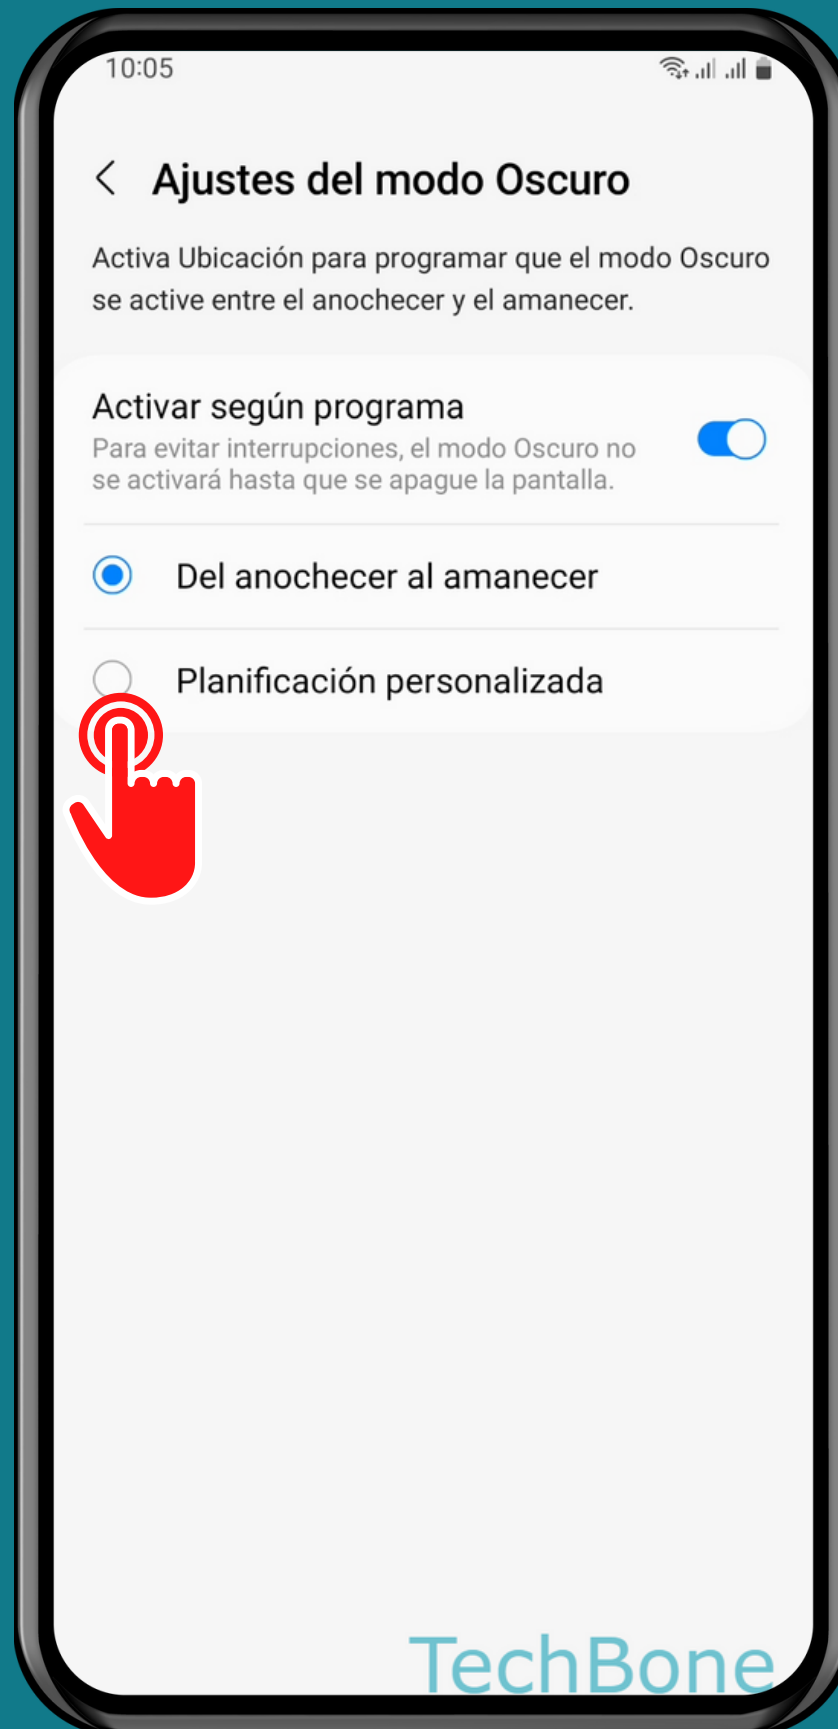 10:05
Ajustes del modo Oscuro
Activa Ubicación para programar que el modo Oscuro
se active entre el anochecer y el amanecer.
Activar según programa
Para evitar interrupciones, el modo Oscuro no
se activará hasta que se apague la pantalla.
Del anochecer al amanecer
Planificación personalizada
TechBone